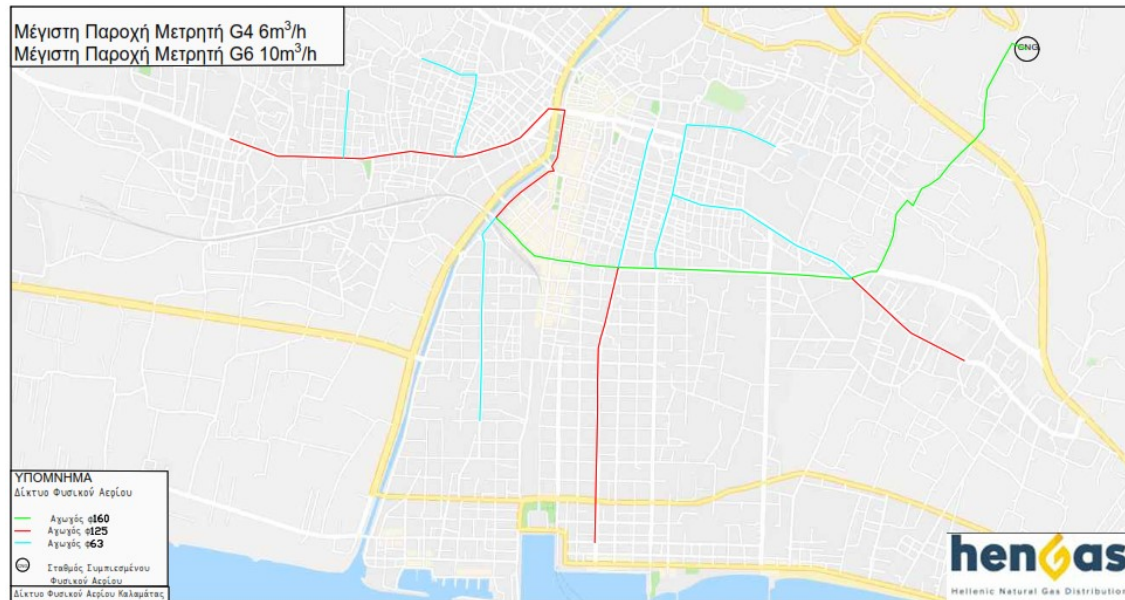 Μέγιστη Παροχή Μετρητή G4 6m³/h
Μέγιστη Παροχή Μετρητή G6 10m³/h
CNG
ΥΠΟΜΝΗΜΑ
Δίκτυο Φυσικού Αερίου
Αγωγός φ160
Αγωγός φ125
Αγωγός φ63
Σταθμός Συμπιεσμένου
Φυσικού Αερίου
Δίκτυο Φυσικού Αερίου Καλαμάτας
henGas
Hellenic Natural Gas Distribution